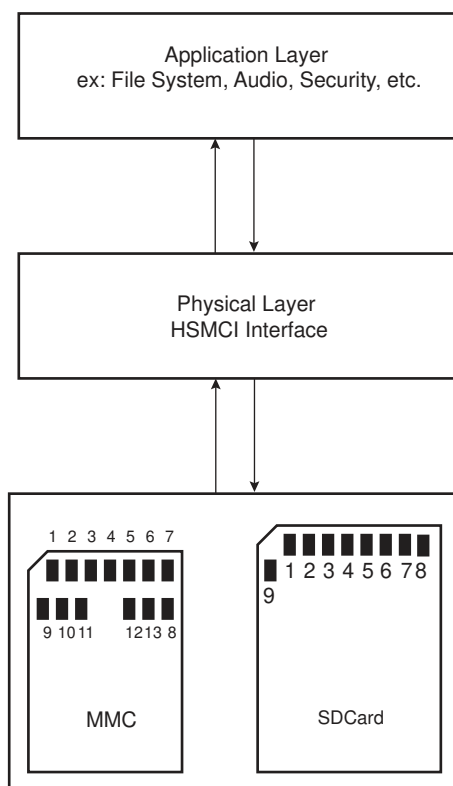 Application Layer
ex: File System, Audio, Security, etc.
Physical Layer
HSMCI Interface
1 2 3 4 5 6 7
9 10 11 12 13 8
MMC
1 2 3 4 5 6 7 8
9
SDCard